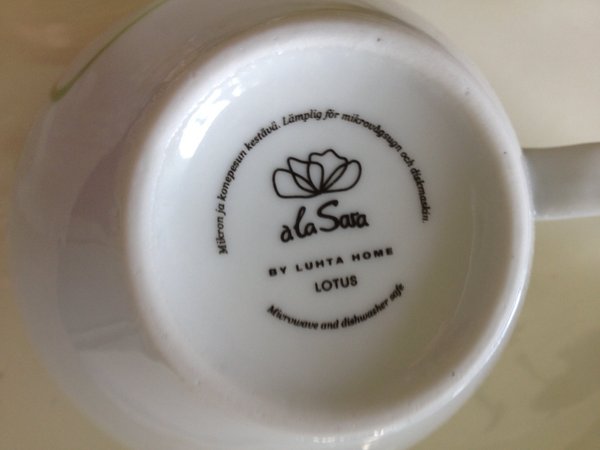 Mikron ja konepesun kestävä. Lämplig för mikrovågsugn och diskmaskin.
à la Sara
BY LUHTA HOME
LOTUS
Microwave and dishwasher safe